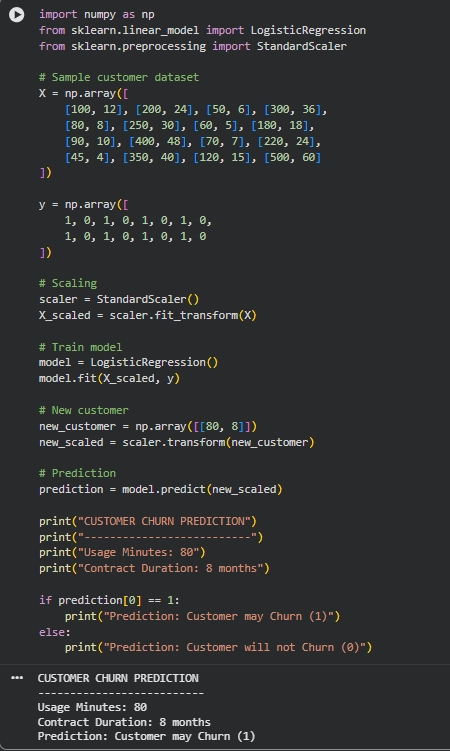 import numpy as np
from sklearn.linear_model import LogisticRegression
from sklearn.preprocessing import StandardScaler

# Sample customer dataset
X = np.array([
    [100, 12], [200, 24], [50, 6], [300, 36],
    [80, 8], [250, 30], [60, 5], [180, 18],
    [90, 10], [400, 48], [70, 7], [220, 24],
    [45, 4], [350, 40], [120, 15], [500, 60]
])

y = np.array([
    1, 0, 1, 0, 1, 0, 1, 0,
    1, 0, 1, 0, 1, 0, 1, 0
])

# Scaling
scaler = StandardScaler()
X_scaled = scaler.fit_transform(X)

# Train model
model = LogisticRegression()
model.fit(X_scaled, y)

# New customer
new_customer = np.array([[80, 8]])
new_scaled = scaler.transform(new_customer)

# Prediction
prediction = model.predict(new_scaled)

print("CUSTOMER CHURN PREDICTION")
print("--------------------------")
print("Usage Minutes: 80")
print("Contract Duration: 8 months")

if prediction[0] == 1:
    print("Prediction: Customer may Churn (1)")
else:
    print("Prediction: Customer will not Churn (0)")

CUSTOMER CHURN PREDICTION
--------------------------
Usage Minutes: 80
Contract Duration: 8 months
Prediction: Customer may Churn (1)